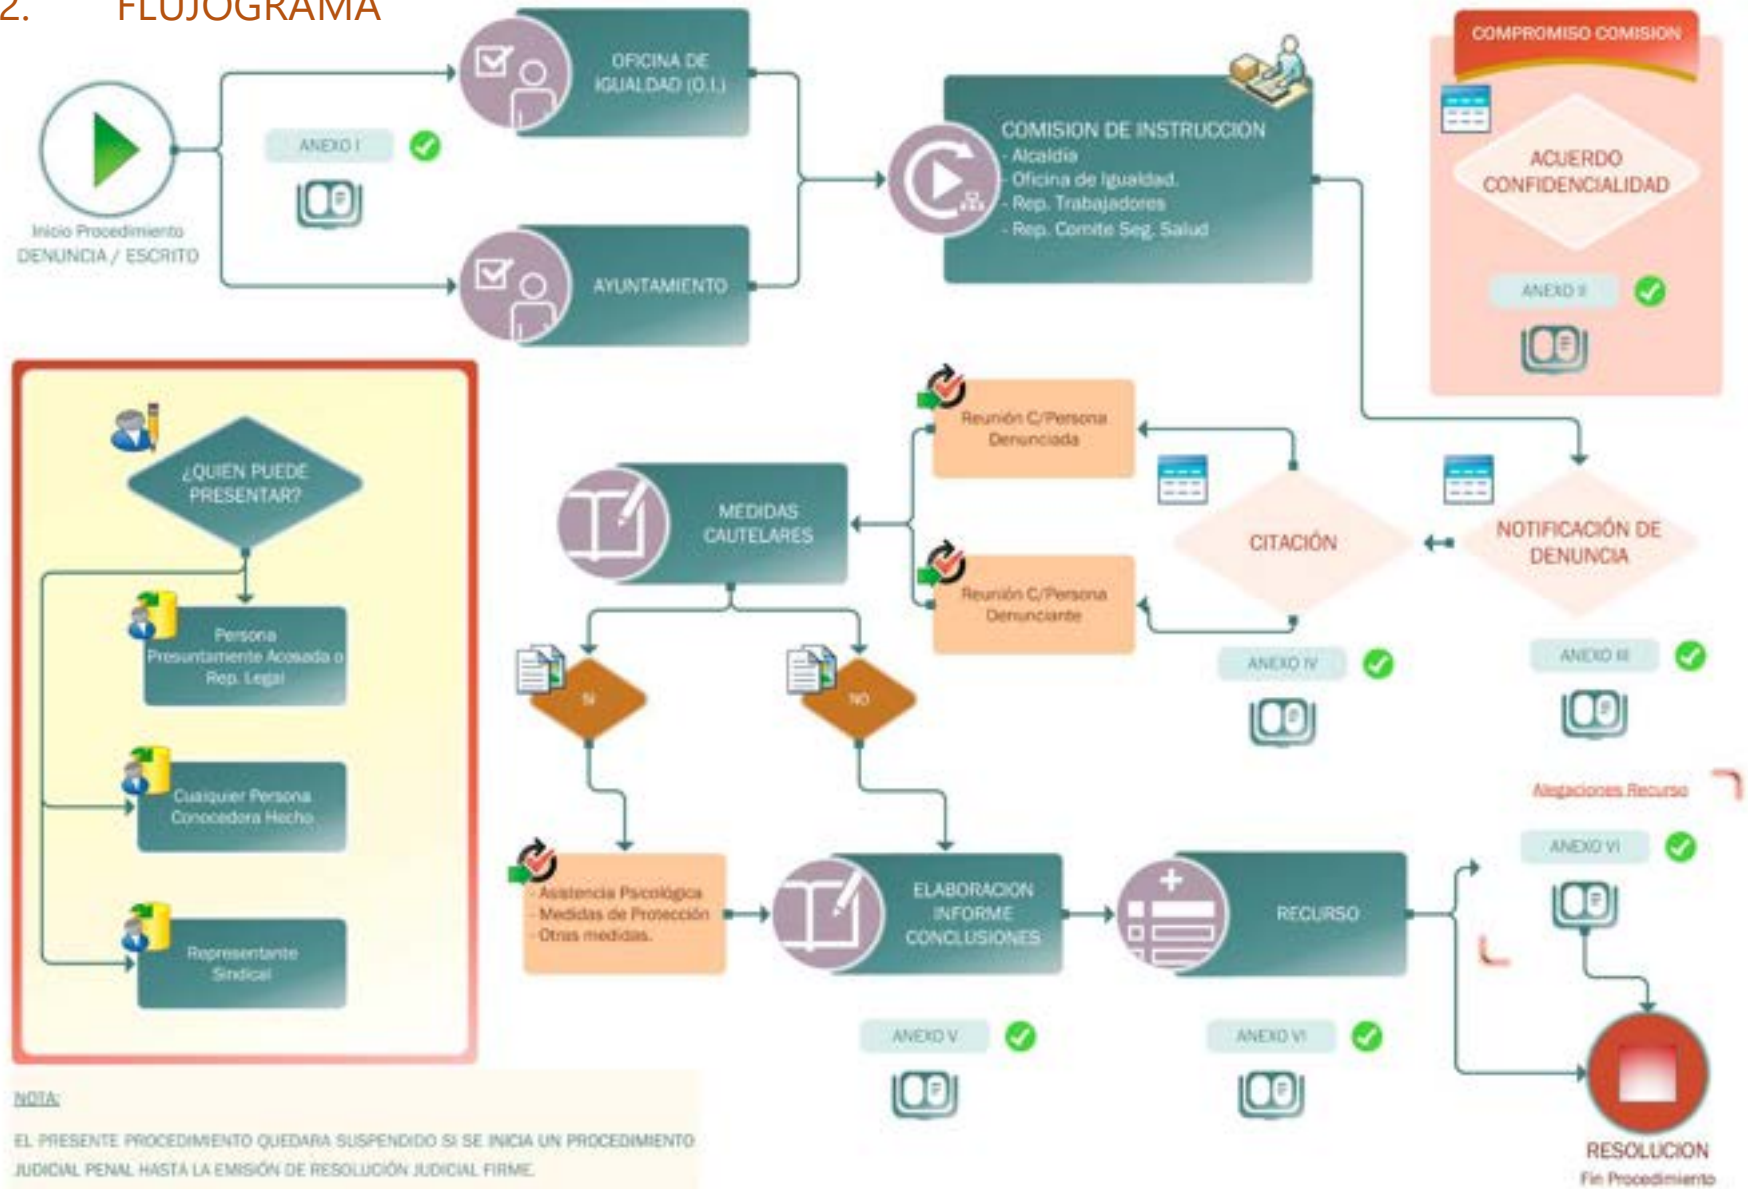 2. FLUJOGRAMA
Inicio Procedimiento
DENUNCIA / ESCRITO
ANEXO I
OFICINA DE
IGUALDAD (O.I.)
AYUNTAMIENTO
COMISION DE INSTRUCCION
- Alcaldía
- Oficina de Igualdad.
- Rep. Trabajadores
- Rep. Comite Seg. Salud
COMPROMISO COMISION
ACUERDO
CONFIDENCIALIDAD
ANEXO II
¿QUIEN PUEDE
PRESENTAR?
Persona
Presuntamente Acosada o
Rep. Legal
Cualquier Persona
Conocedora Hecho
Representante
Sindical
NOTIFICACIÓN DE
DENUNCIA
ANEXO III
CITACIÓN
ANEXO IV
Reunión C/Persona
Denunciada
Reunión C/Persona
Denunciante
MEDIDAS
CAUTELARES
SI
NO
- Asistencia Psicológica
- Medidas de Protección
- Otras medidas.
ELABORACION
INFORME
CONCLUSIONES
ANEXO V
RECURSO
ANEXO VI
Alegaciones Recurso
ANEXO VI
RESOLUCION
Fin Procedimiento
NOTA:
EL PRESENTE PROCEDIMIENTO QUEDARA SUSPENDIDO SI SE INICIA UN PROCEDIMIENTO
JUDICIAL PENAL HASTA LA EMISIÓN DE RESOLUCIÓN JUDICIAL FIRME.